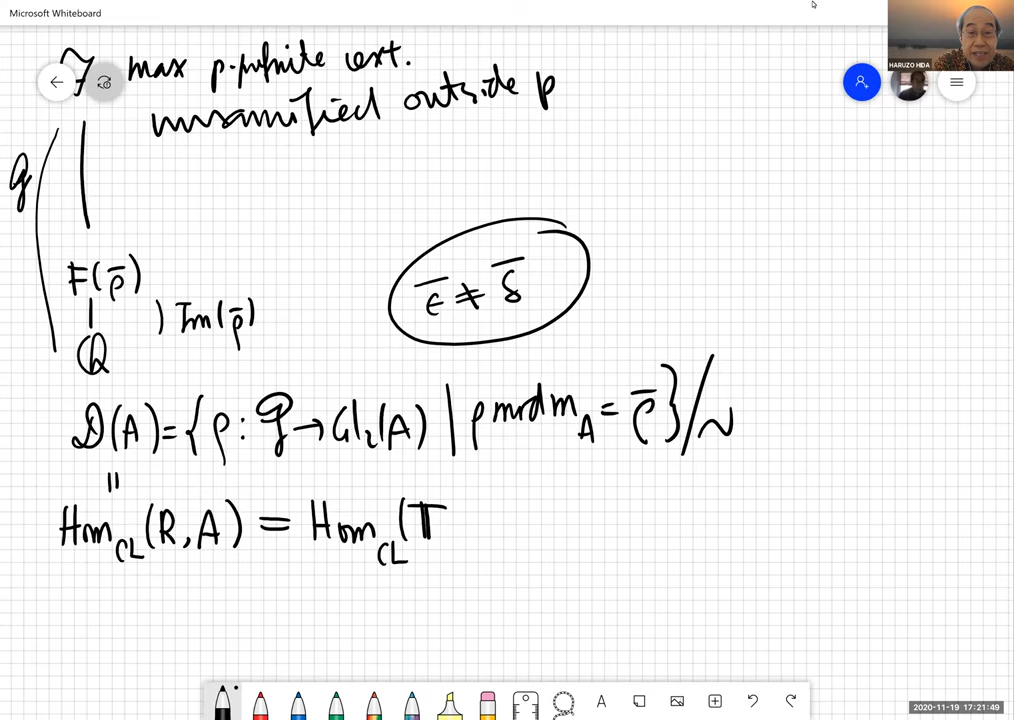 Microsoft Whiteboard
HARUZO HIDA
max p-profinite ext.
unramified outside p
g
F(ρ̄)
ε̄ ≠ δ̄
) Im(ρ̄)
ℚ
𝒟(A) = { ρ : g → GL₂(A) | ρ mod m_A = ρ̄ } / ~
||
Hom_CL (R, A) = Hom_CL (𝕋
A
2020-11-19 17:21:49